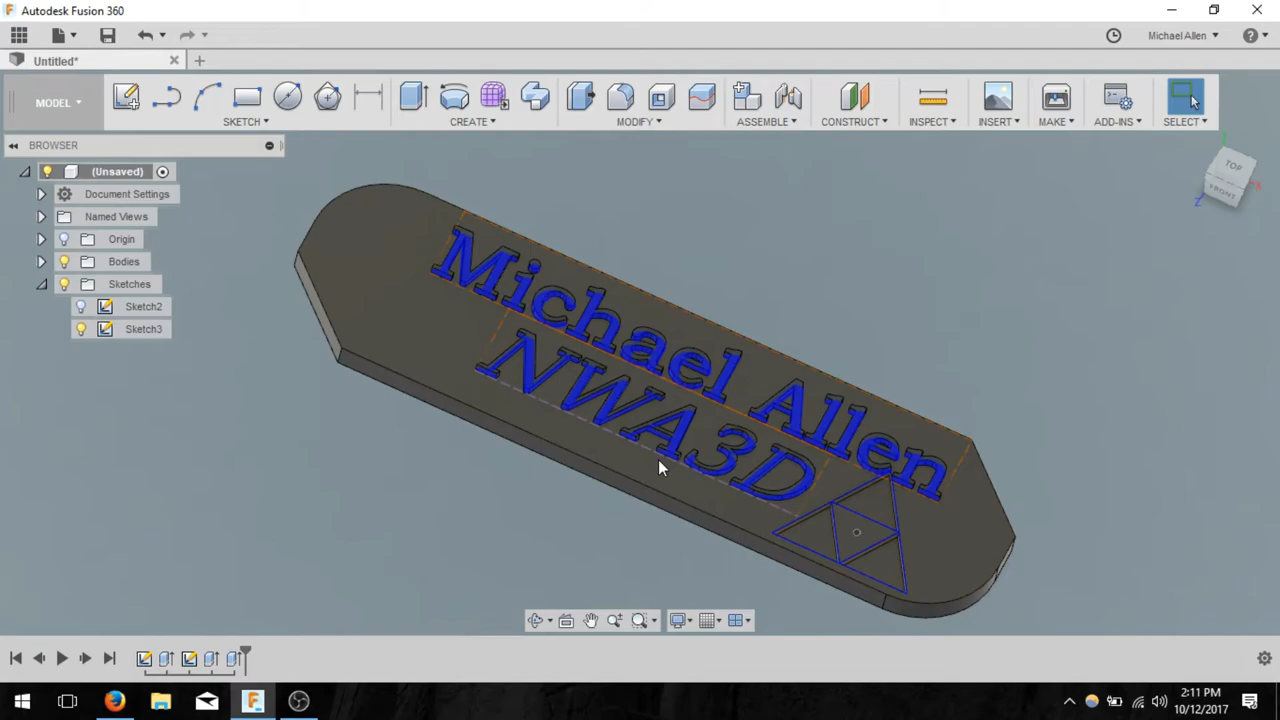 Autodesk Fusion 360
Michael Allen
Untitled*
MODEL
SKETCH
CREATE
MODIFY
ASSEMBLE
CONSTRUCT
INSPECT
INSERT
MAKE
ADD-INS
SELECT
BROWSER
(Unsaved)
Document Settings
Named Views
Origin
Bodies
Sketches
Sketch2
Sketch3
TOP
FRONT
X
Z
Michael Allen
NWA3D
2:11 PM
10/12/2017